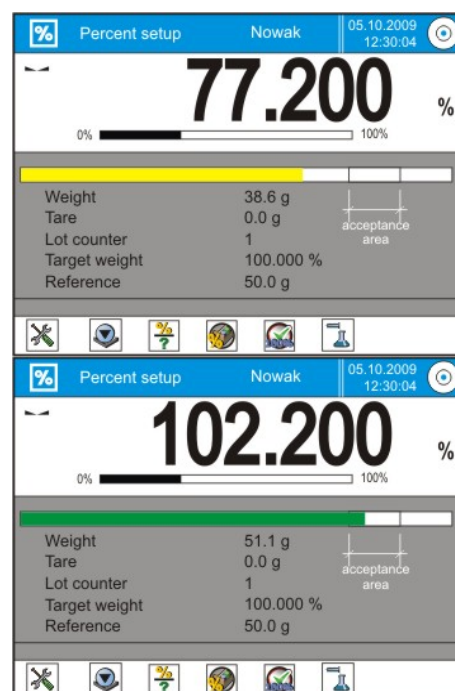 % Percent setup Nowak 05.10.2009
12:30:04
77.200 %
0% 100%
Weight 38.6 g
Tare 0.0 g
Lot counter 1
Target weight 100.000 %
Reference 50.0 g
acceptance
area
%
?
% Percent setup Nowak 05.10.2009
12:30:04
102.200 %
0% 100%
Weight 51.1 g
Tare 0.0 g
Lot counter 1
Target weight 100.000 %
Reference 50.0 g
acceptance
area
%
?